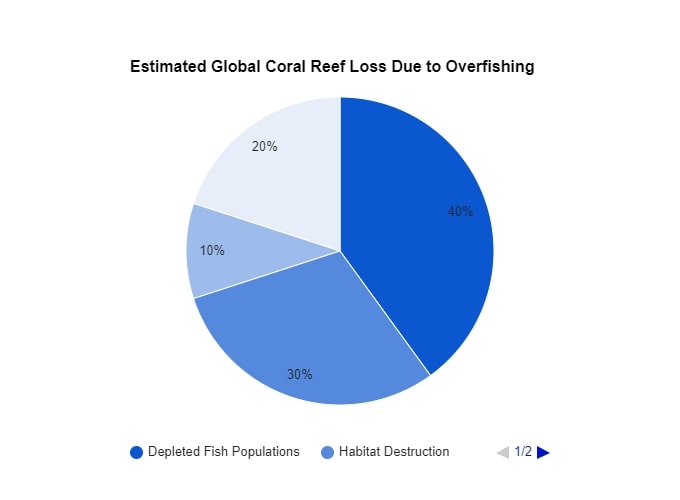 Estimated Global Coral Reef Loss Due to Overfishing
20%
40%
10%
30%
Depleted Fish Populations
Habitat Destruction
1/2